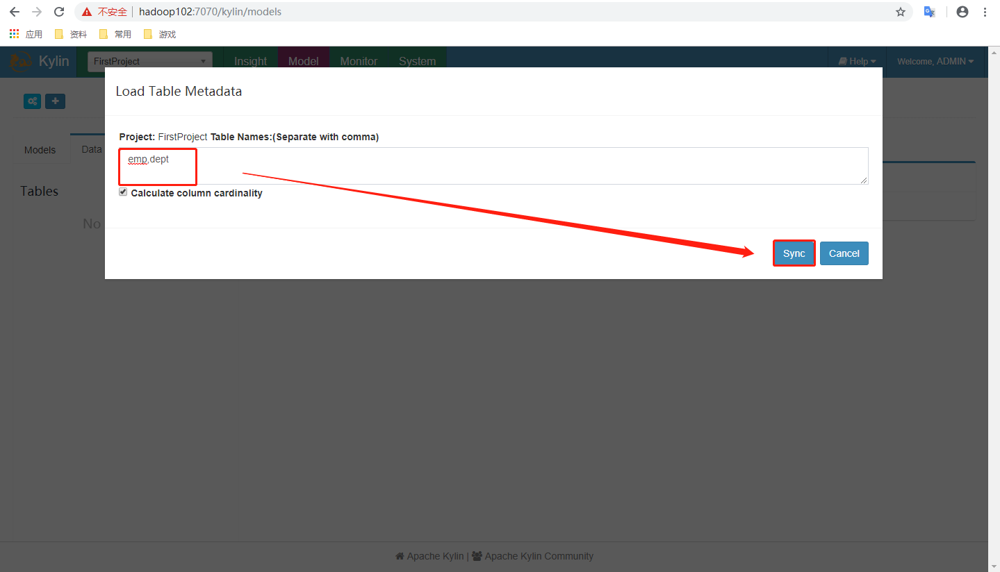 不安全 hadoop102:7070/kylin/models
应用 资料 常用 游戏
Kylin FirstProject Insight Model Monitor System Help Welcome, ADMIN
Load Table Metadata
Project: FirstProject Table Names:(Separate with comma)
Models Data
emp,dept
Calculate column cardinality
Tables
No
Sync Cancel
Apache Kylin | Apache Kylin Community